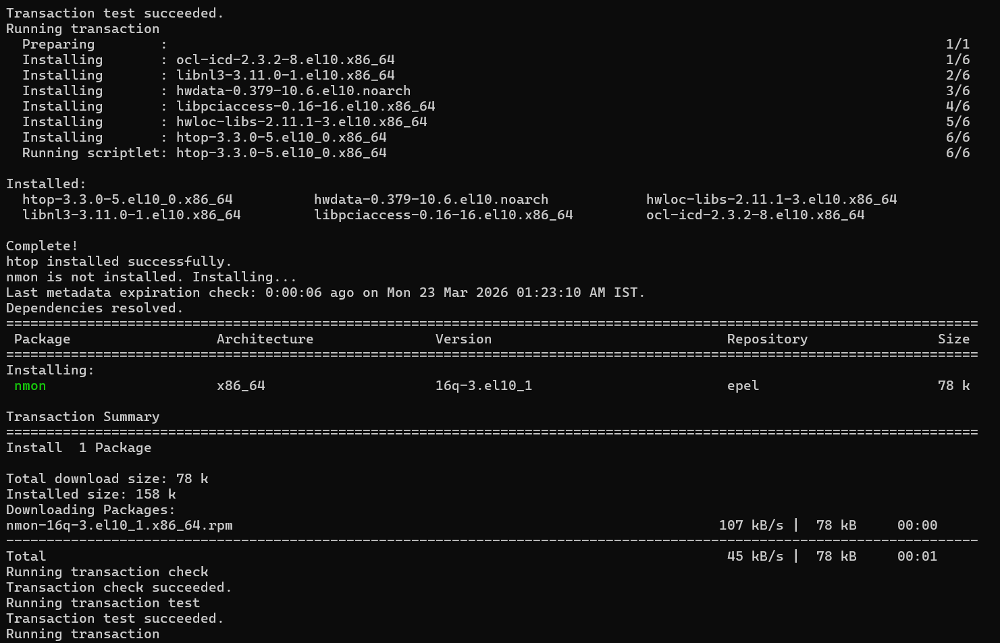 Transaction test succeeded.
Running transaction
  Preparing        :                                                                                                1/1
  Installing       : ocl-icd-2.3.2-8.el10.x86_64                                                                    1/6
  Installing       : libnl3-3.11.0-1.el10.x86_64                                                                    2/6
  Installing       : hwdata-0.379-10.6.el10.noarch                                                                  3/6
  Installing       : libpciaccess-0.16-16.el10.x86_64                                                               4/6
  Installing       : hwloc-libs-2.11.1-3.el10.x86_64                                                                5/6
  Installing       : htop-3.3.0-5.el10_0.x86_64                                                                     6/6
  Running scriptlet: htop-3.3.0-5.el10_0.x86_64                                                                     6/6

Installed:
  htop-3.3.0-5.el10_0.x86_64          hwdata-0.379-10.6.el10.noarch            hwloc-libs-2.11.1-3.el10.x86_64
  libnl3-3.11.0-1.el10.x86_64         libpciaccess-0.16-16.el10.x86_64         ocl-icd-2.3.2-8.el10.x86_64

Complete!
htop installed successfully.
nmon is not installed. Installing...
Last metadata expiration check: 0:00:06 ago on Mon 23 Mar 2026 01:23:10 AM IST.
Dependencies resolved.
========================================================================================================================
 Package                  Architecture               Version                             Repository                Size
========================================================================================================================
Installing:
 nmon                     x86_64                     16q-3.el10_1                        epel                      78 k

Transaction Summary
========================================================================================================================
Install  1 Package

Total download size: 78 k
Installed size: 158 k
Downloading Packages:
nmon-16q-3.el10_1.x86_64.rpm                                                            107 kB/s |  78 kB     00:00
------------------------------------------------------------------------------------------------------------------------
Total                                                                                    45 kB/s |  78 kB     00:01
Running transaction check
Transaction check succeeded.
Running transaction test
Transaction test succeeded.
Running transaction